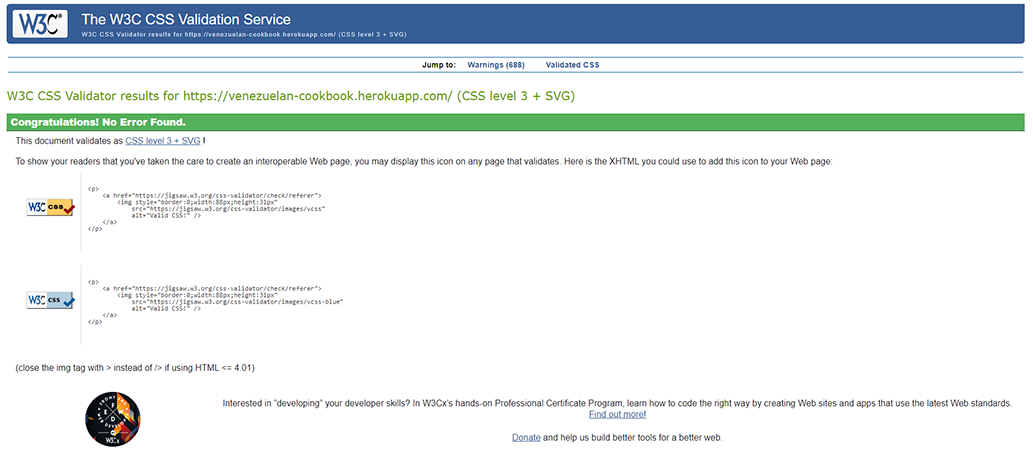 W3C®
The W3C CSS Validation Service
W3C CSS Validator results for https://venezuelan-cookbook.herokuapp.com/ (CSS level 3 + SVG)
Jump to: Warnings (688) Validated CSS
W3C CSS Validator results for https://venezuelan-cookbook.herokuapp.com/ (CSS level 3 + SVG)
Congratulations! No Error Found.
This document validates as CSS level 3 + SVG !
To show your readers that you've taken the care to create an interoperable Web page, you may display this icon on any page that validates. Here is the XHTML you could use to add this icon to your Web page:
W3C CSS
<p>
<a href="https://jigsaw.w3.org/css-validator/check/referer">
<img style="border:0;width:88px;height:31px"
src="https://jigsaw.w3.org/css-validator/images/vcss"
alt="Valid CSS!" />
</a>
</p>
W3C CSS
<p>
<a href="https://jigsaw.w3.org/css-validator/check/referer">
<img style="border:0;width:88px;height:31px"
src="https://jigsaw.w3.org/css-validator/images/vcss-blue"
alt="Valid CSS!" />
</a>
</p>
(close the img tag with > instead of /> if using HTML <= 4.01)
W3Cx
Interested in "developing" your developer skills? In W3Cx's hands-on Professional Certificate Program, learn how to code the right way by creating Web sites and apps that use the latest Web standards.
Find out more!
Donate and help us build better tools for a better web.